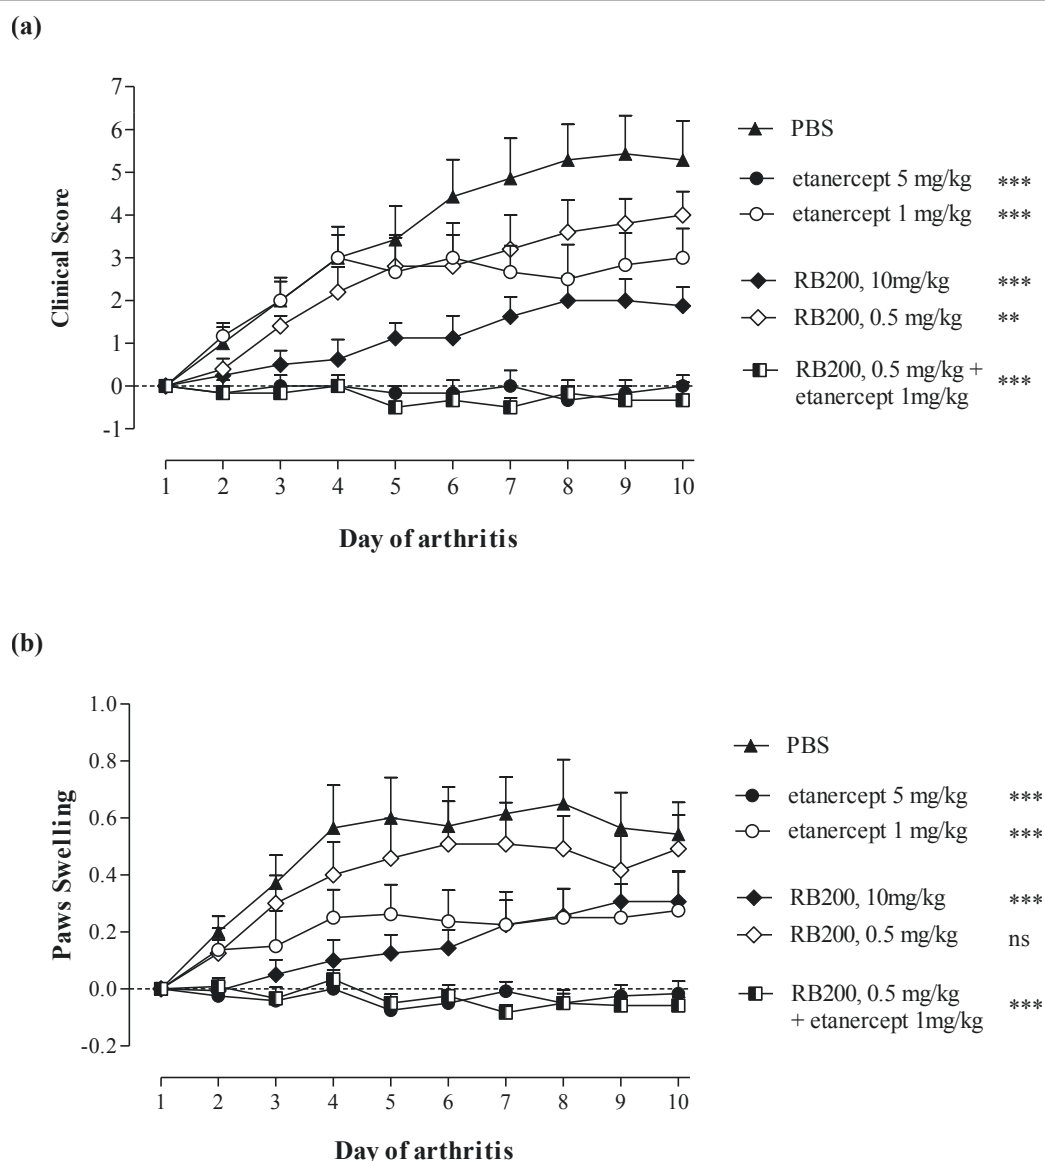 (a)
7
6
5
4
3
2
1
0
-1
Clinical Score
1 2 3 4 5 6 7 8 9 10
Day of arthritis
PBS
etanercept 5 mg/kg ***
etanercept 1 mg/kg ***
RB200, 10mg/kg ***
RB200, 0.5 mg/kg **
RB200, 0.5 mg/kg +
etanercept 1mg/kg ***
(b)
1.0
0.8
0.6
0.4
0.2
0.0
-0.2
Paws Swelling
1 2 3 4 5 6 7 8 9 10
Day of arthritis
PBS
etanercept 5 mg/kg ***
etanercept 1 mg/kg ***
RB200, 10mg/kg ***
RB200, 0.5 mg/kg ns
RB200, 0.5 mg/kg
+ etanercept 1mg/kg ***